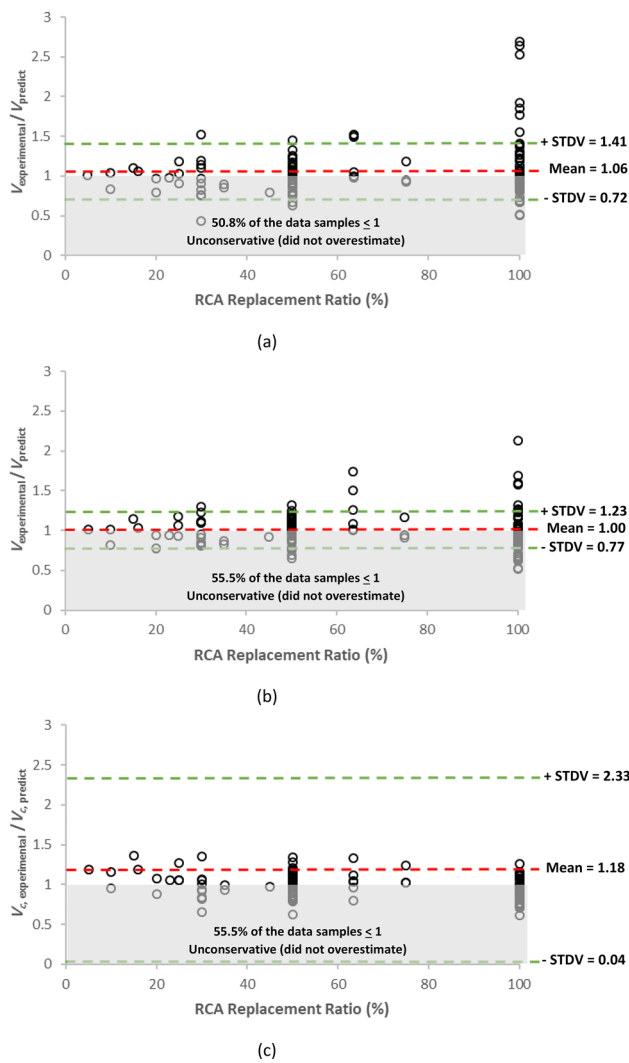 3
2.5
2
1.5
1
0.5
0
V_experimental / V_predict
+ STDV = 1.41
Mean = 1.06
- STDV = 0.72
50.8% of the data samples ≤ 1
Unconservative (did not overestimate)
0 20 40 60 80 100
RCA Replacement Ratio (%)
(a)
3
2.5
2
1.5
1
0.5
0
V_experimental / V_predict
+ STDV = 1.23
Mean = 1.00
- STDV = 0.77
55.5% of the data samples ≤ 1
Unconservative (did not overestimate)
0 20 40 60 80 100
RCA Replacement Ratio (%)
(b)
3
2.5
2
1.5
1
0.5
0
V_c, experimental / V_c, predict
+ STDV = 2.33
Mean = 1.18
- STDV = 0.04
55.5% of the data samples ≤ 1
Unconservative (did not overestimate)
0 20 40 60 80 100
RCA Replacement Ratio (%)
(c)